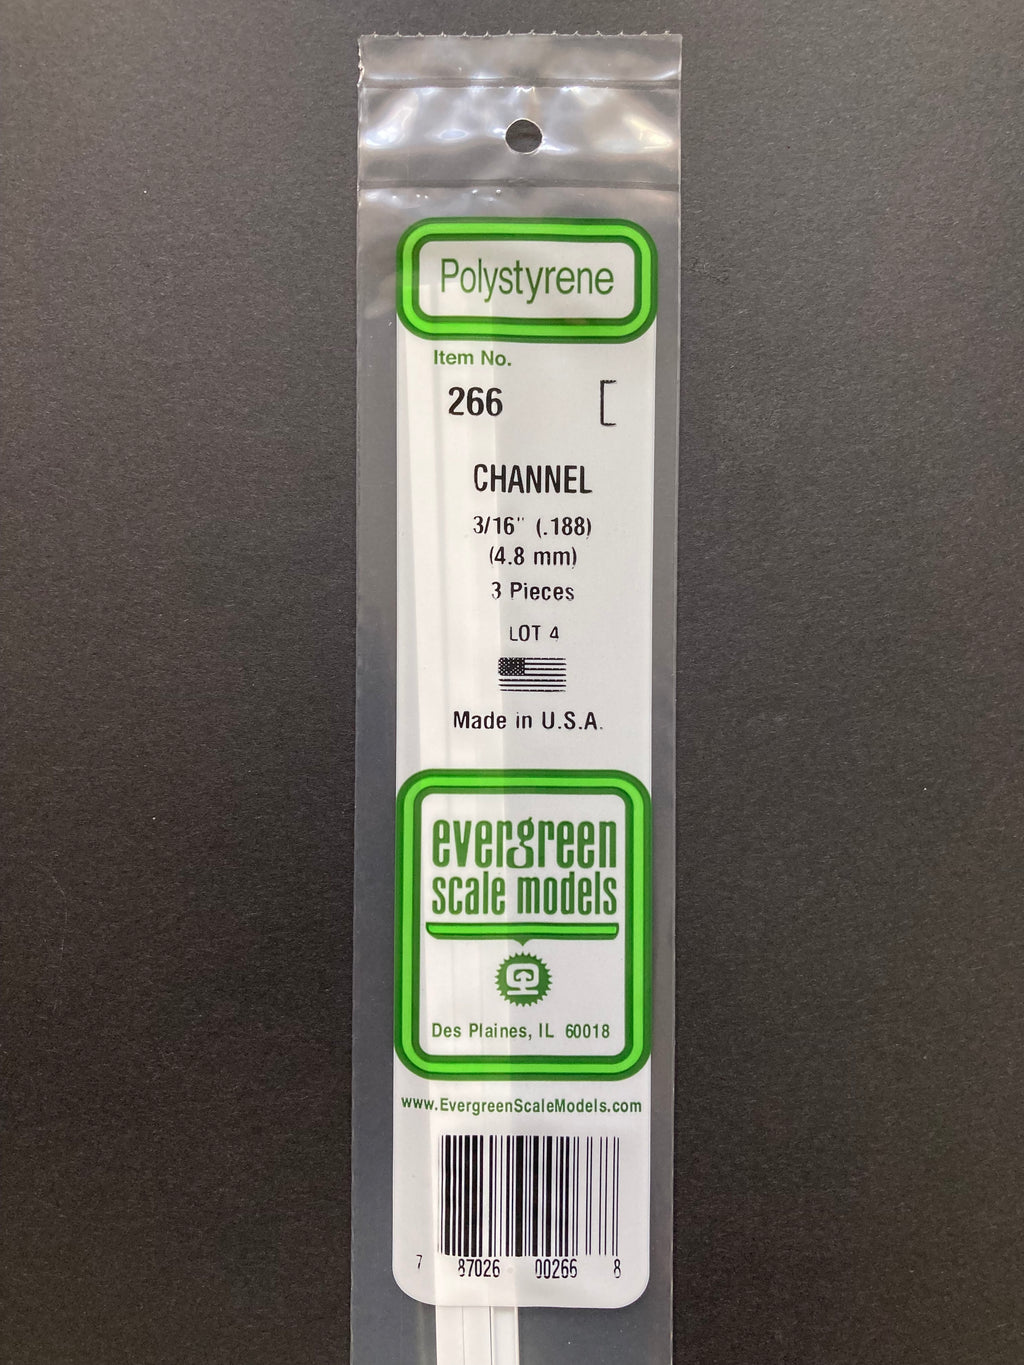 Polystyrene
Item No.
266
CHANNEL
3/16" (.188)
(4.8 mm)
3 Pieces
LOT 4
Made in U.S.A.
evergreen
scale models
Des Plaines, IL 60018
www.EvergreenScaleModels.com
7 87026 00266 8